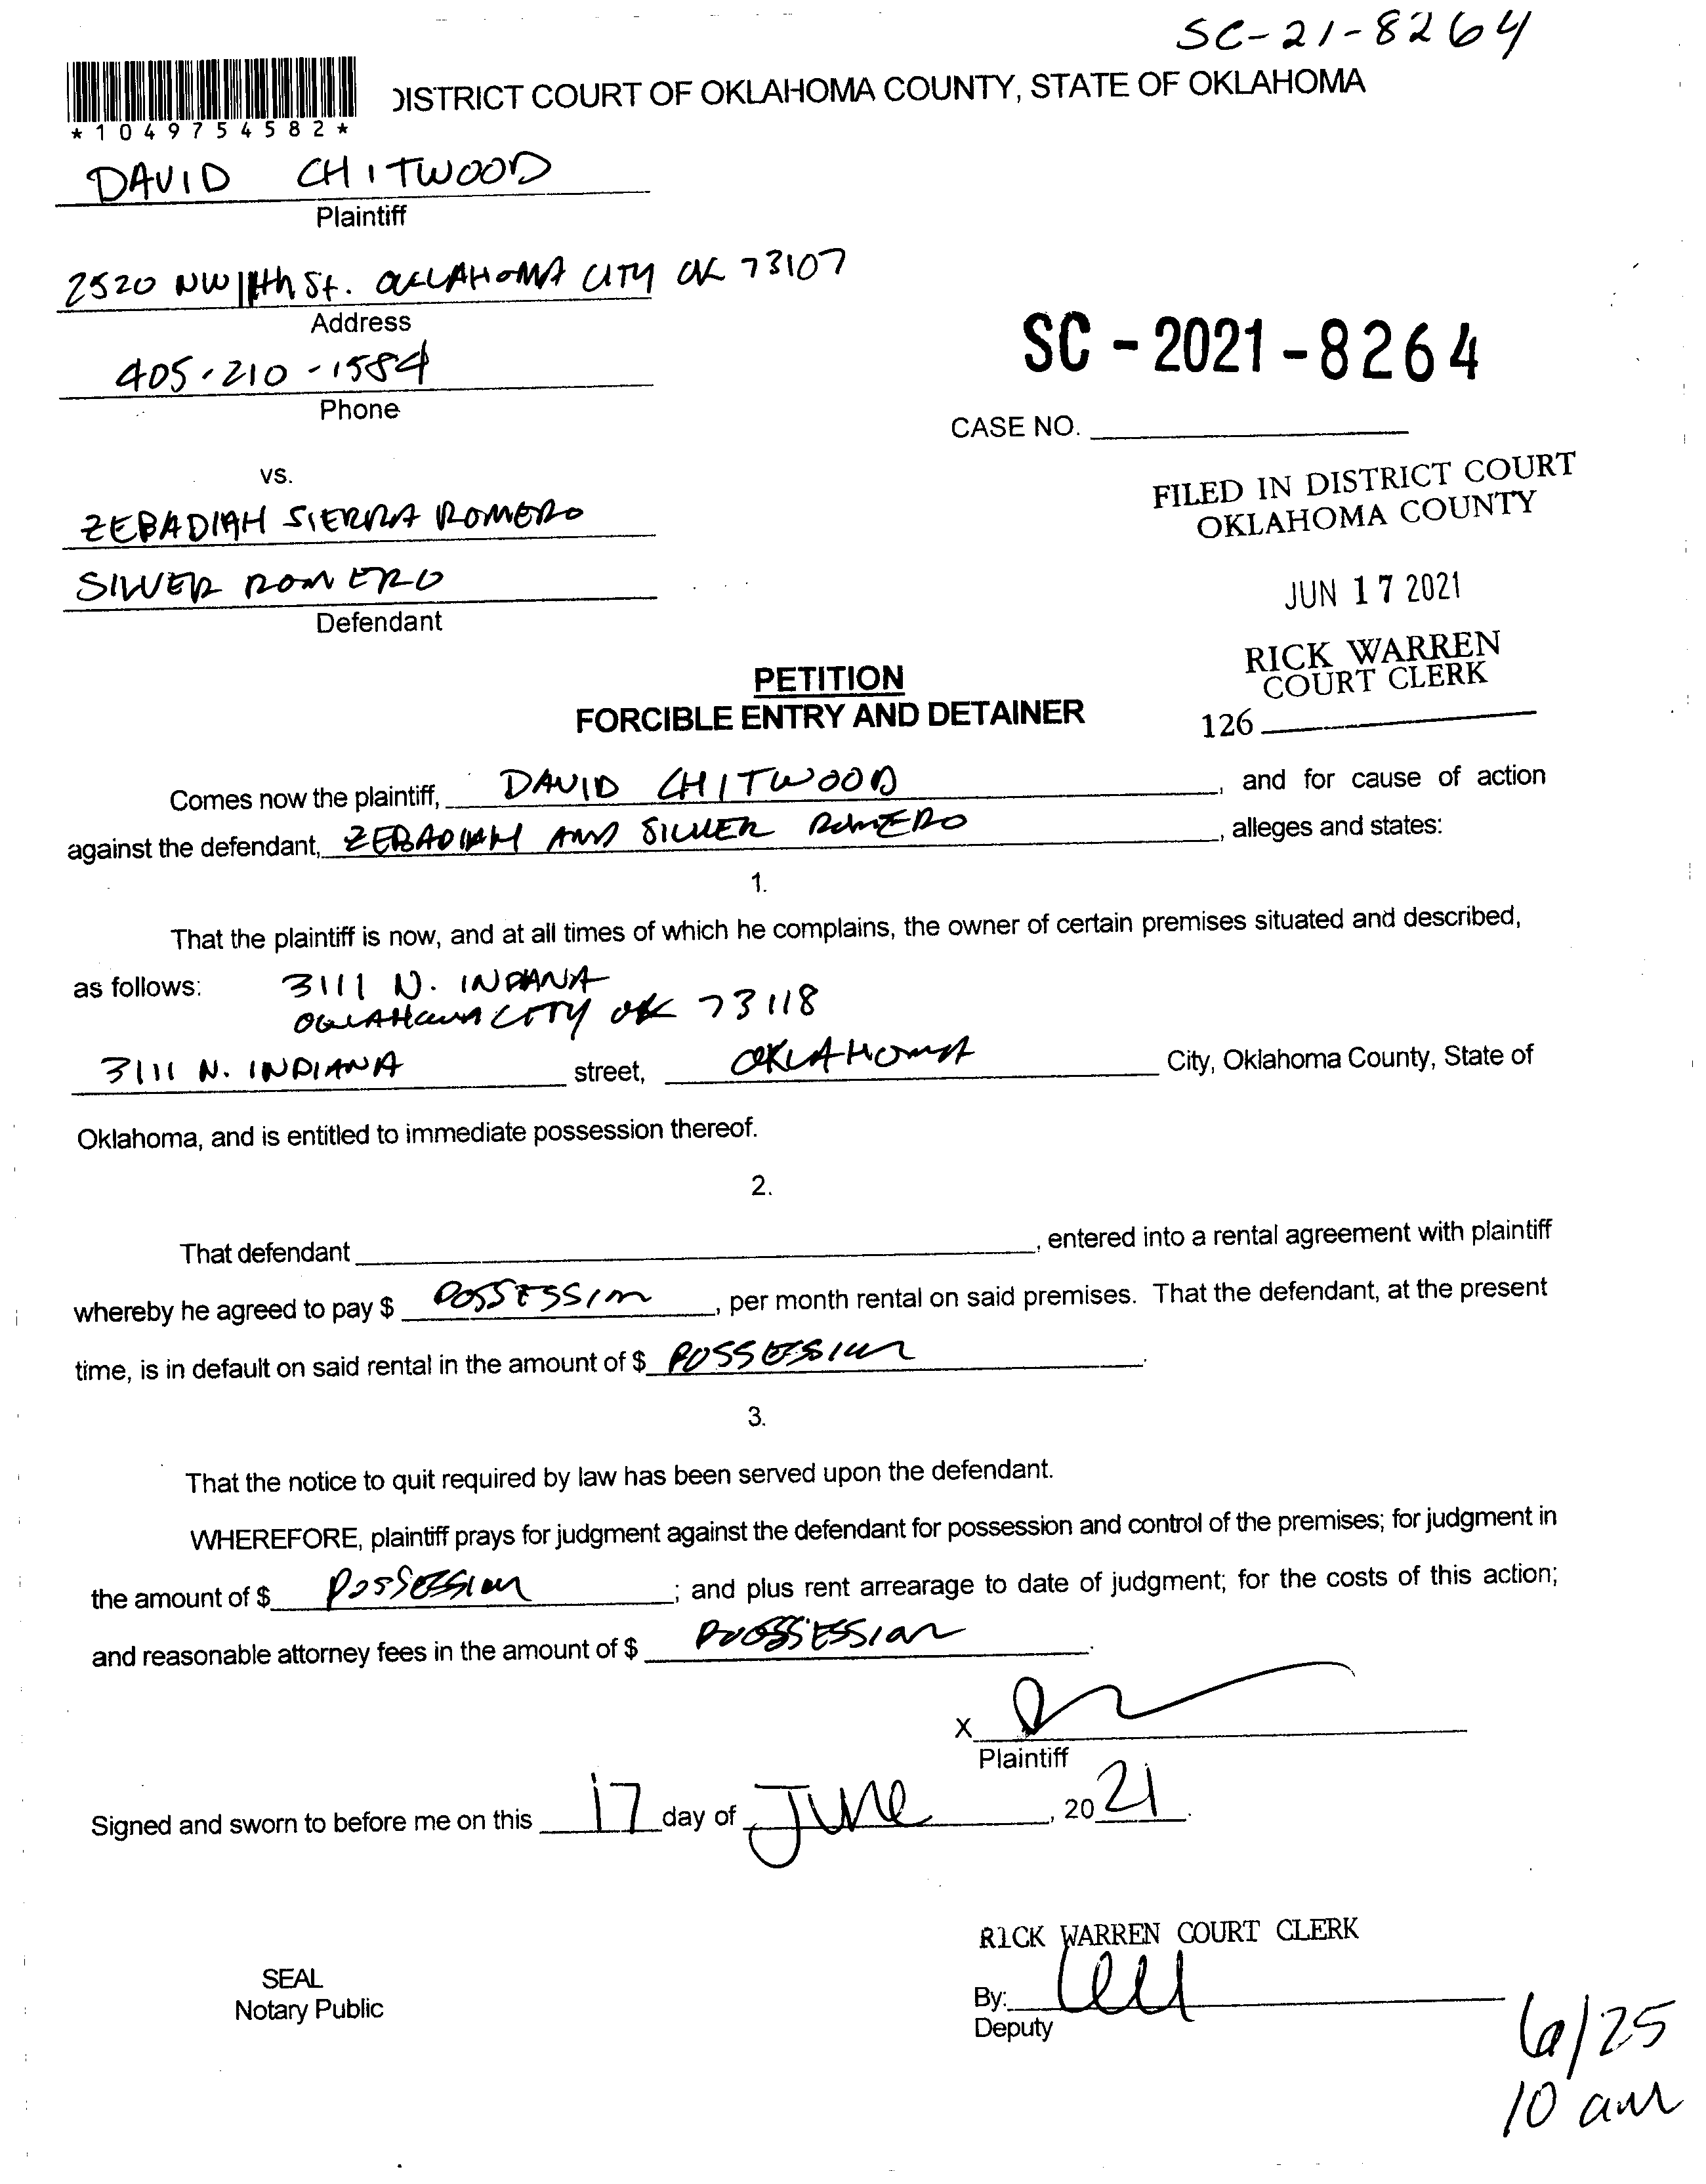 SC-21-8264
DISTRICT COURT OF OKLAHOMA COUNTY, STATE OF OKLAHOMA
*1049754582*
DAVID CHITWOOD
Plaintiff
2520 NW 11th St. OKLAHOMA CITY OK 73107
Address
405-210-1584
Phone
SC-2021-8264
CASE NO.
vs.
FILED IN DISTRICT COURT
OKLAHOMA COUNTY
ZEBADIAH SIERRA ROMERO
SILVER ROMERO
Defendant
JUN 17 2021
RICK WARREN
COURT CLERK
126
PETITION
FORCIBLE ENTRY AND DETAINER
Comes now the plaintiff, DAVID CHITWOOD, and for cause of action
against the defendant, ZEBADIAH AND SILVER ROMERO, alleges and states:
1.
That the plaintiff is now, and at all times of which he complains, the owner of certain premises situated and described,
as follows: 3111 N. INDIANA
OKLAHOMA CITY OK 73118
3111 N. INDIANA street, OKLAHOMA City, Oklahoma County, State of
Oklahoma, and is entitled to immediate possession thereof.
2.
That defendant , entered into a rental agreement with plaintiff
whereby he agreed to pay $ POSSESSION, per month rental on said premises. That the defendant, at the present
time, is in default on said rental in the amount of $ POSSESSION.
3.
That the notice to quit required by law has been served upon the defendant.
WHEREFORE, plaintiff prays for judgment against the defendant for possession and control of the premises; for judgment in
the amount of $ POSSESSION; and plus rent arrearage to date of judgment; for the costs of this action;
and reasonable attorney fees in the amount of $ POSSESSION.
X
Plaintiff
Signed and sworn to before me on this 17 day of June, 2021.
RICK WARREN COURT CLERK
SEAL
Notary Public
By:
Deputy
6/25
10 am